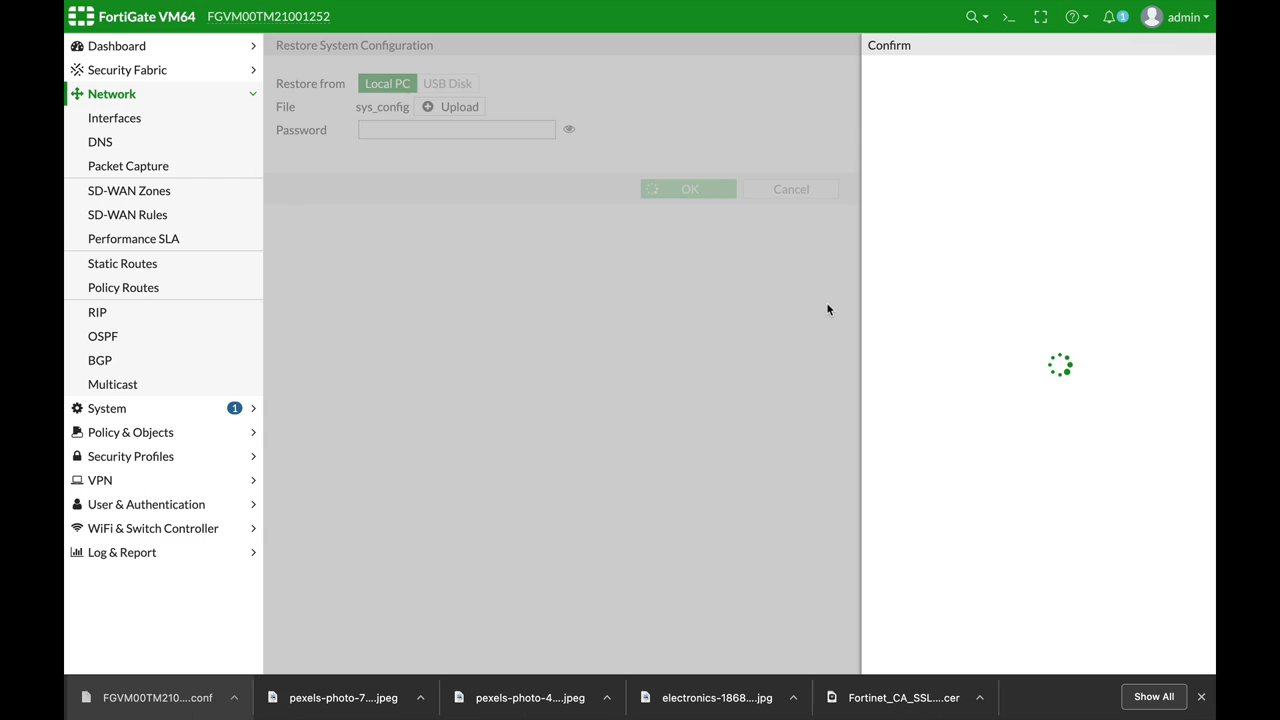 FortiGate VM64 FGVM00TM21001252
1
admin
Dashboard
Security Fabric
Network
Interfaces
DNS
Packet Capture
SD-WAN Zones
SD-WAN Rules
Performance SLA
Static Routes
Policy Routes
RIP
OSPF
BGP
Multicast
System 1
Policy & Objects
Security Profiles
VPN
User & Authentication
WiFi & Switch Controller
Log & Report
Restore System Configuration
Restore from Local PC USB Disk
File sys_config Upload
Password
OK Cancel
Confirm
FGVM00TM210....conf pexels-photo-7....jpeg pexels-photo-4....jpeg electronics-1868....jpg Fortinet_CA_SSL....cer Show All